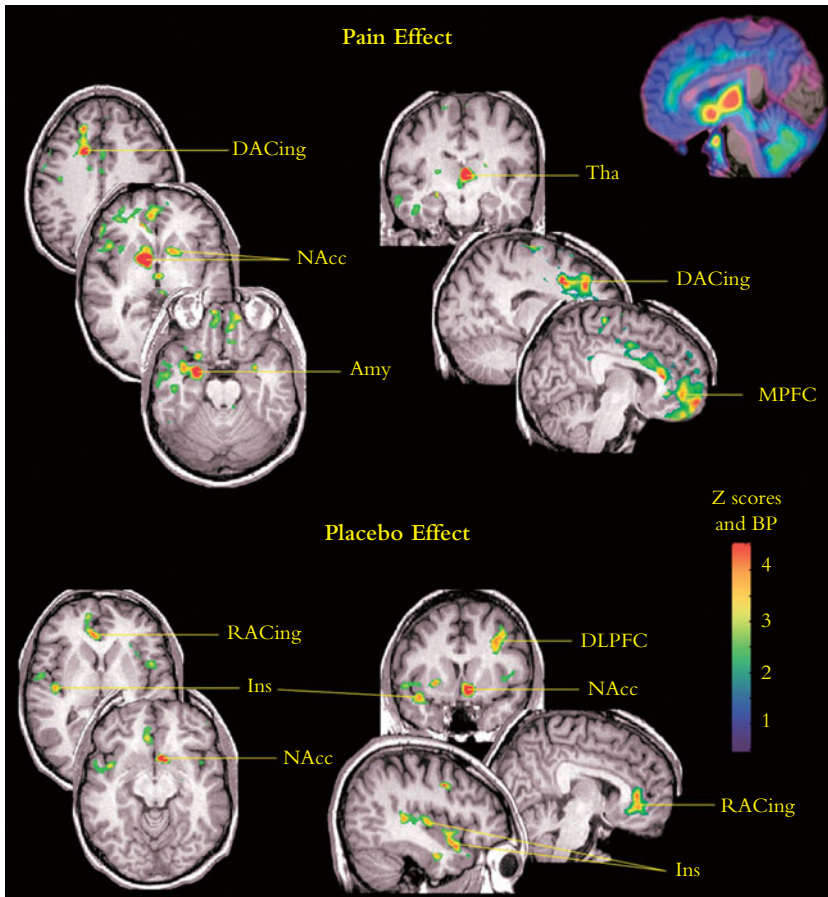 Pain Effect
DACing
NAcc
Amy
Tha
DACing
MPFC
Placebo Effect
Z scores
and BP
4
3
2
1
RACing
Ins
NAcc
DLPFC
NAcc
RACing
Ins